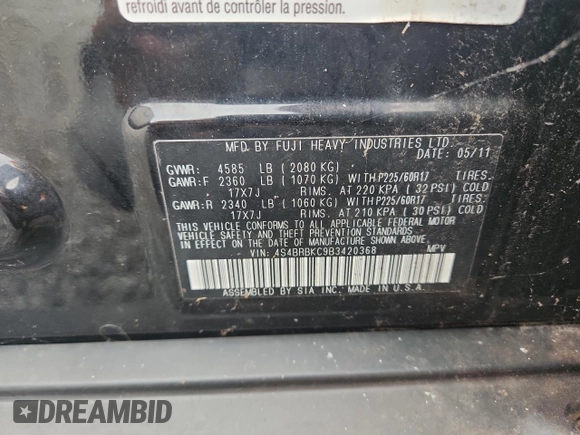 refroidi avant de contrôler la pression.
MFD BY FUJI HEAVY INDUSTRIES LTD.
DATE: 05/11
GVWR: 4585 LB (2080 KG)
GAWR:F 2360 LB (1070 KG) WITH P225/60R17 TIRES.
17X7J RIMS. AT 220 KPA (32 PSI) COLD
GAWR:R 2340 LB (1060 KG) WITH P225/60R17 TIRES.
17X7J RIMS. AT 210 KPA (30 PSI) COLD
THIS VEHICLE CONFORMS TO ALL APPLICABLE FEDERAL MOTOR
VEHICLE SAFETY STANDARDS IN EFFECT ON THE DATE OF
MANUFACTURE SHOWN ABOVE.
VIN: 4S4BRBKC9B3420368 MPV
ASSEMBLED BY SIA INC. MADE IN U.S.A.
DREAMBID